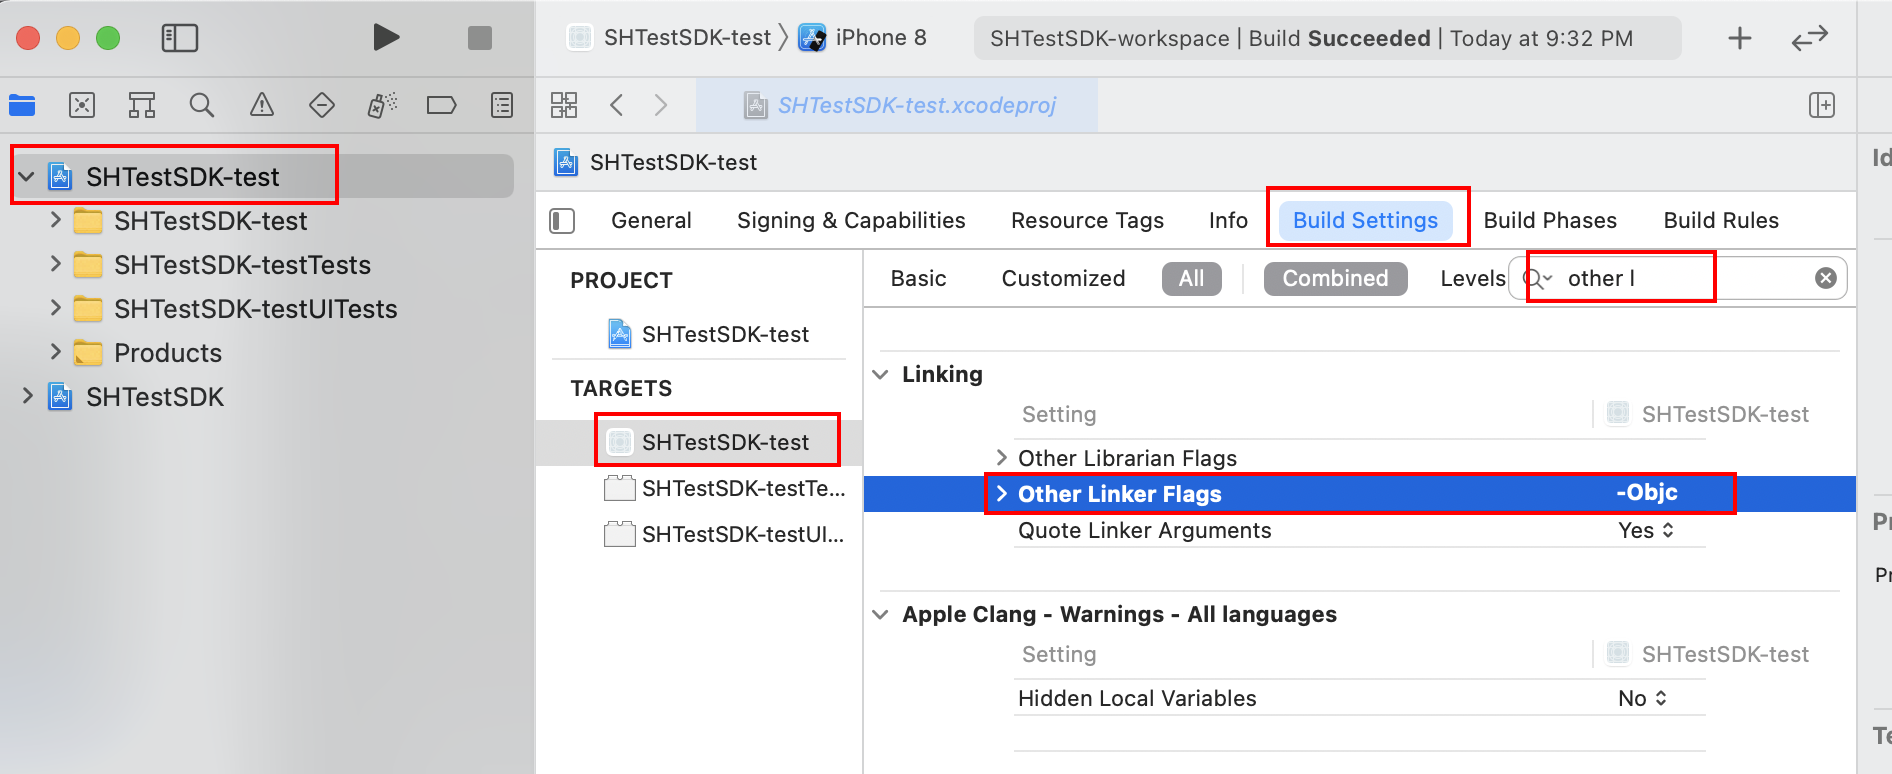 SHTestSDK-test
iPhone 8
SHTestSDK-workspace | Build Succeeded | Today at 9:32 PM
SHTestSDK-test.xcodeproj
SHTestSDK-test
SHTestSDK-test
SHTestSDK-testTests
SHTestSDK-testUITests
Products
SHTestSDK
SHTestSDK-test
General Signing & Capabilities Resource Tags Info Build Settings Build Phases Build Rules
PROJECT
SHTestSDK-test
TARGETS
SHTestSDK-test
SHTestSDK-testTe...
SHTestSDK-testUI...
Basic Customized All Combined Levels other l
Linking
Setting SHTestSDK-test
Other Librarian Flags
Other Linker Flags -Objc
Quote Linker Arguments Yes
Apple Clang - Warnings - All languages
Setting SHTestSDK-test
Hidden Local Variables No
Id
Pr
Pr
Te